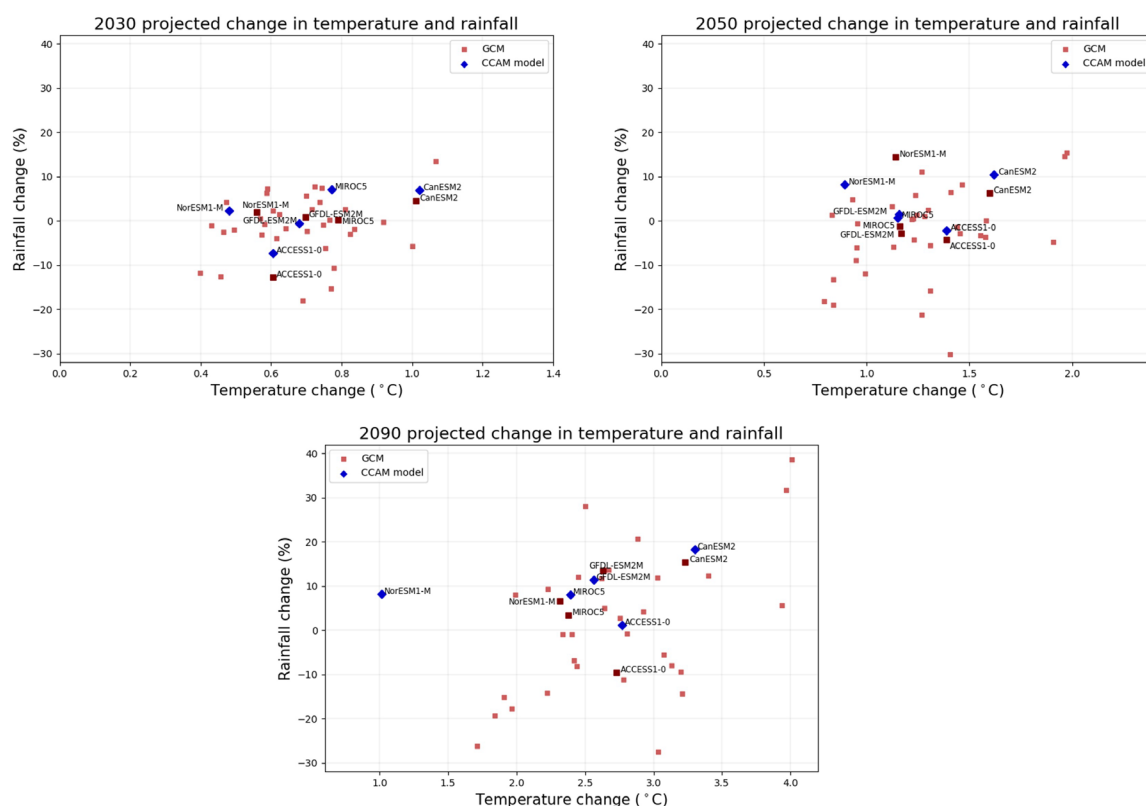 2030 projected change in temperature and rainfall
40
30
20
10
0
−10
−20
−30
Rainfall change (%)
GCM
CCAM model
NorESM1-M
NorESM1-M
GFDL-ESM2M
GFDL-ESM2M
MIROC5
MIROC5
CanESM2
CanESM2
ACCESS1-0
ACCESS1-0
0.0 0.2 0.4 0.6 0.8 1.0 1.2 1.4
Temperature change (°C)
2050 projected change in temperature and rainfall
40
30
20
10
0
−10
−20
−30
Rainfall change (%)
GCM
CCAM model
NorESM1-M
NorESM1-M
CanESM2
CanESM2
GFDL-ESM2M
MIROC5
MIROC5
GFDL-ESM2M
ACCESS1-0
ACCESS1-0
0.0 0.5 1.0 1.5 2.0
Temperature change (°C)
2090 projected change in temperature and rainfall
40
30
20
10
0
−10
−20
−30
Rainfall change (%)
GCM
CCAM model
CanESM2
CanESM2
GFDL-ESM2M
GFDL-ESM2M
NorESM1-M
MIROC5
NorESM1-M
MIROC5
ACCESS1-0
ACCESS1-0
1.0 1.5 2.0 2.5 3.0 3.5 4.0
Temperature change (°C)